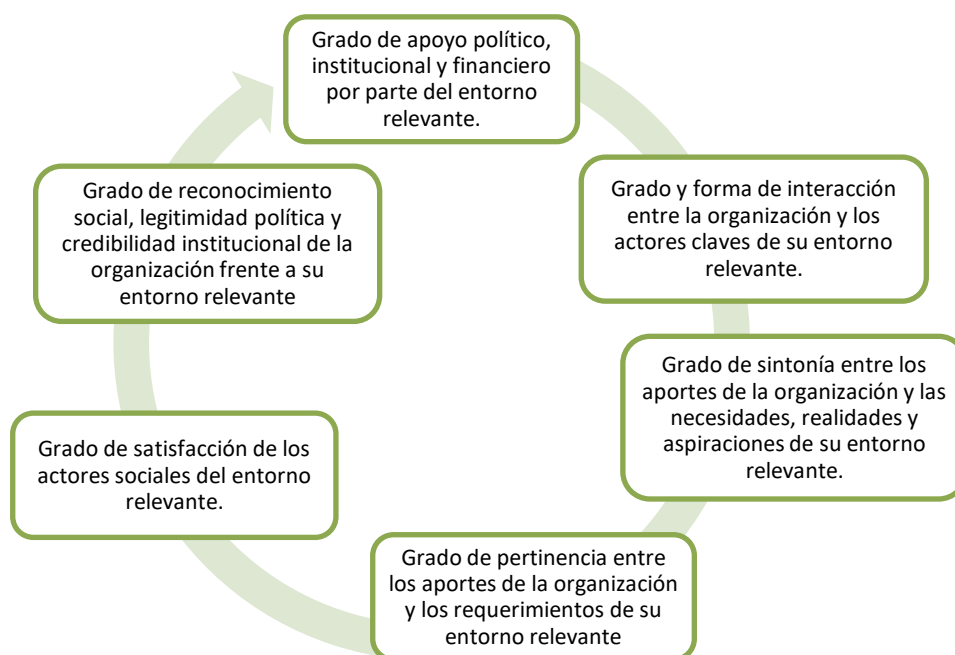 Grado de apoyo político,
institucional y financiero
por parte del entorno
relevante.
Grado y forma de interacción
entre la organización y los
actores claves de su entorno
relevante.
Grado de sintonía entre los
aportes de la organización y las
necesidades, realidades y
aspiraciones de su entorno
relevante.
Grado de pertinencia entre
los aportes de la organización
y los requerimientos de su
entorno relevante
Grado de satisfacción de los
actores sociales del entorno
relevante.
Grado de reconocimiento
social, legitimidad política y
credibilidad institucional de la
organización frente a su
entorno relevante